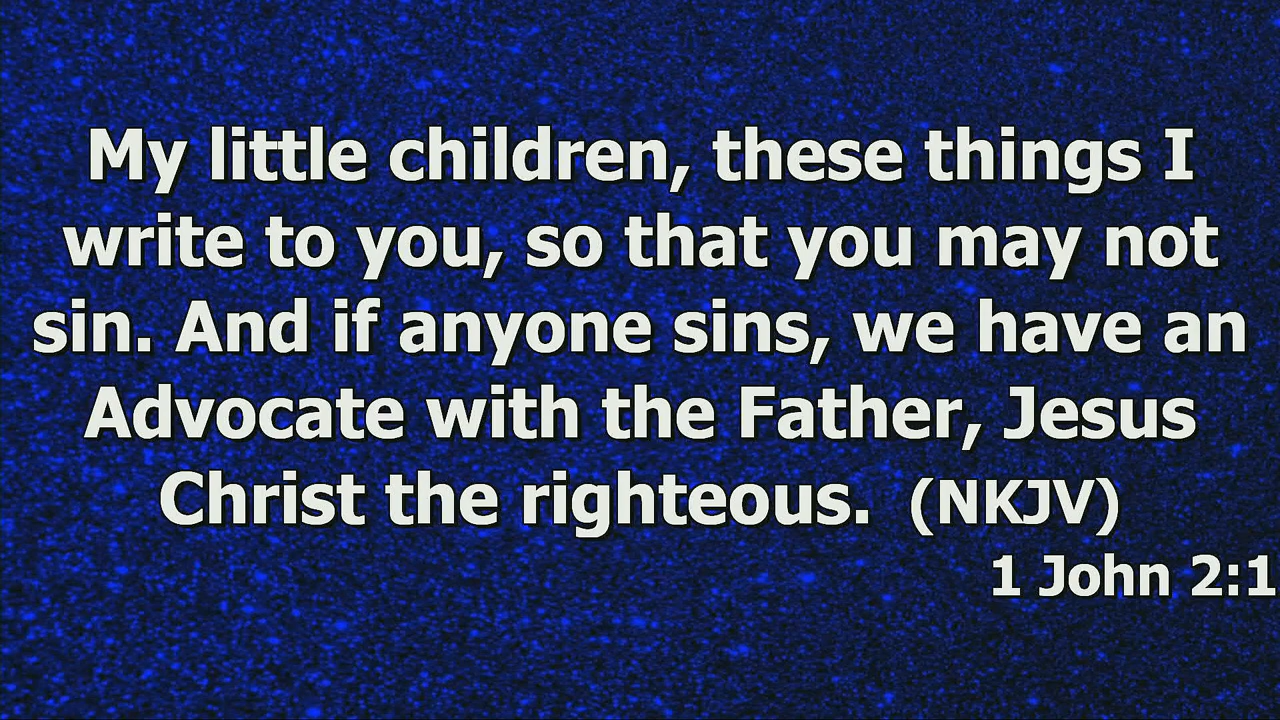 My little children, these things I
write to you, so that you may not
sin. And if anyone sins, we have an
Advocate with the Father, Jesus
Christ the righteous.  (NKJV)
1 John 2:1